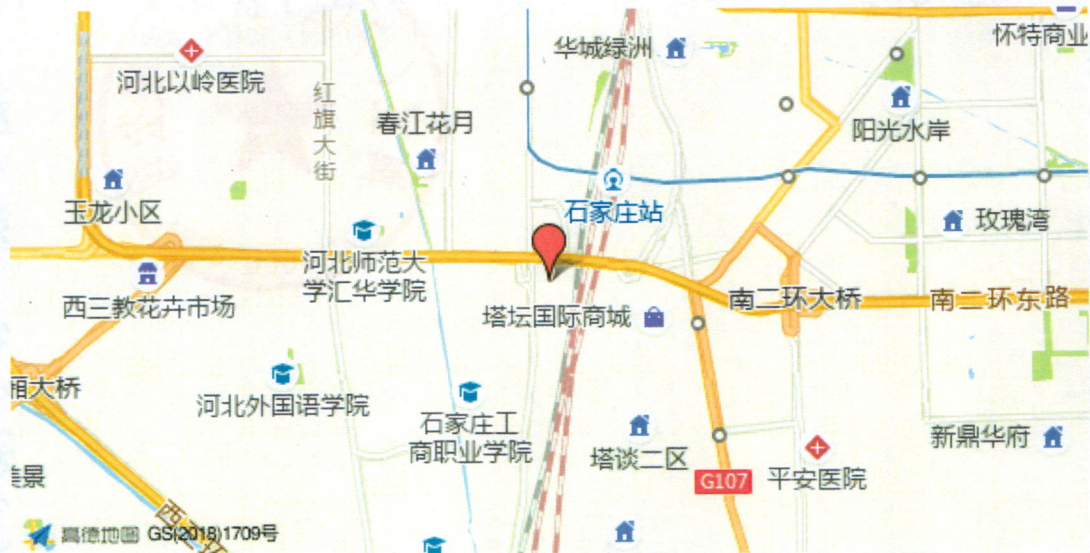 怀特商业
华城绿洲
河北以岭医院
红旗大街
春江花月
阳光水岸
玉龙小区
石家庄站
玫瑰湾
河北师范大
学汇华学院
西三教花卉市场
塔坛国际商城
南二环大桥
南二环东路
厢大桥
河北外国语学院
石家庄工
商职业学院
塔谈二区
新鼎华府
G107
平安医院
美景
西二环
高德地图 GS(2018)1709号